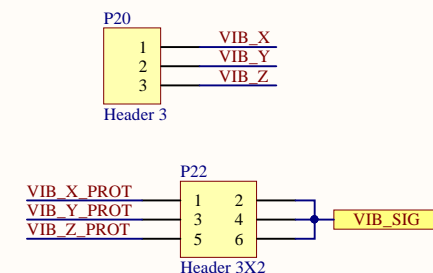 P20
1 VIB_X
2 VIB_Y
3 VIB_Z
Header 3
P22
VIB_X_PROT 1 2
VIB_Y_PROT 3 4 VIB_SIG
VIB_Z_PROT 5 6
Header 3X2